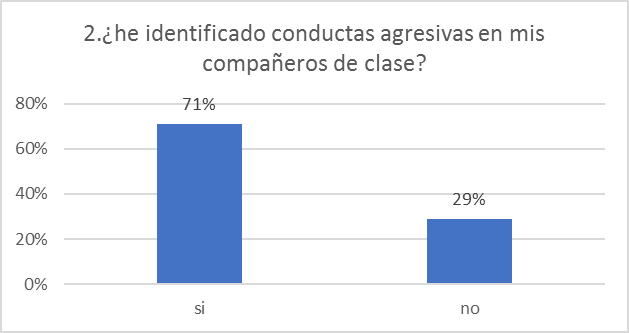 2.¿he identificado conductas agresivas en mis
compañeros de clase?
80%
71%
60%
40%
29%
20%
0%
si
no